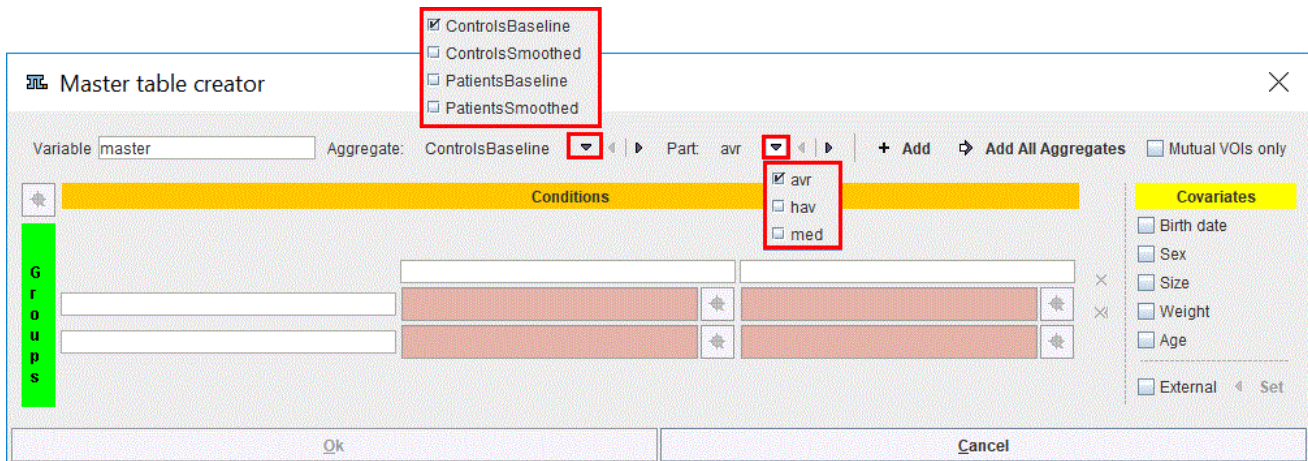 ControlsBaseline
ControlsSmoothed
PatientsBaseline
PatientsSmoothed
Master table creator
Variable master Aggregate: ControlsBaseline Part: avr Add Add All Aggregates Mutual VOIs only
avr
hav
med
Conditions
Groups
Covariates
Birth date
Sex
Size
Weight
Age
External Set
Ok Cancel